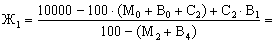 Ж₁ = (10000 − 100 · (M₀ + B₀ + C₂) + C₂ · B₁) / (100 − (M₂ + B₄)) =